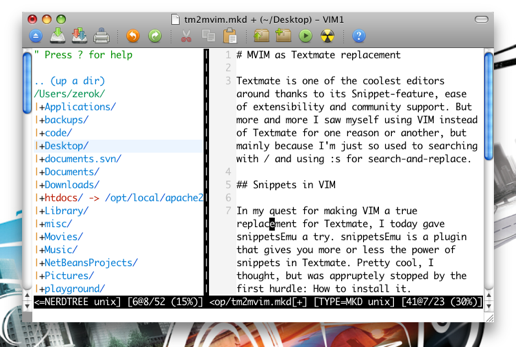 tm2mvim.mkd + (~/Desktop) – VIM1
" Press ? for help
.. (up a dir)
/Users/zerok/
|+Applications/
|+backups/
|+code/
|+Desktop/
|+documents.svn/
|+Documents/
|+Downloads/
|+htdocs/ -> /opt/local/apache2
|+Library/
|+misc/
|+Movies/
|+Music/
|+NetBeansProjects/
|+Pictures/
|+playground/
<=NERDTREE unix] [6@8/52 (15%)]
1 # MVIM as Textmate replacement
2
3 Textmate is one of the coolest editors
around thanks to its Snippet-feature, ease
of extensibility and community support. But
more and more I saw myself using VIM instead
of Textmate for one reason or another, but
mainly because I'm just so used to searching
with / and using :s for search-and-replace.
4
5 ## Snippets in VIM
6
7 In my quest for making VIM a true
replacement for Textmate, I today gave
snippetsEmu a try. snippetsEmu is a plugin
that gives you more or less the power of
snippets in Textmate. Pretty cool, I
thought, but was appruptely stopped by the
first hurdle: How to install it.
<op/tm2mvim.mkd[+] [TYPE=MKD unix] [41@7/23 (30%)]